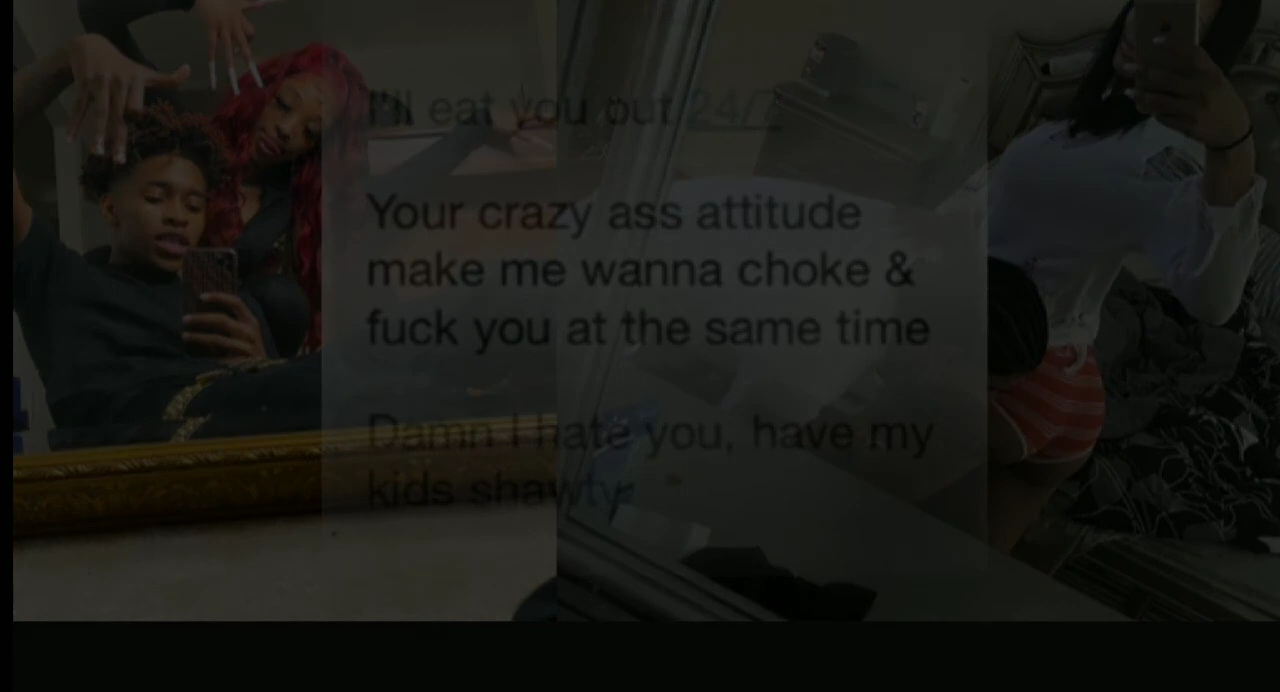 I'll eat you out 24/7
Your crazy ass attitude
make me wanna choke &
fuck you at the same time
Damn I hate you, have my
kids shawty